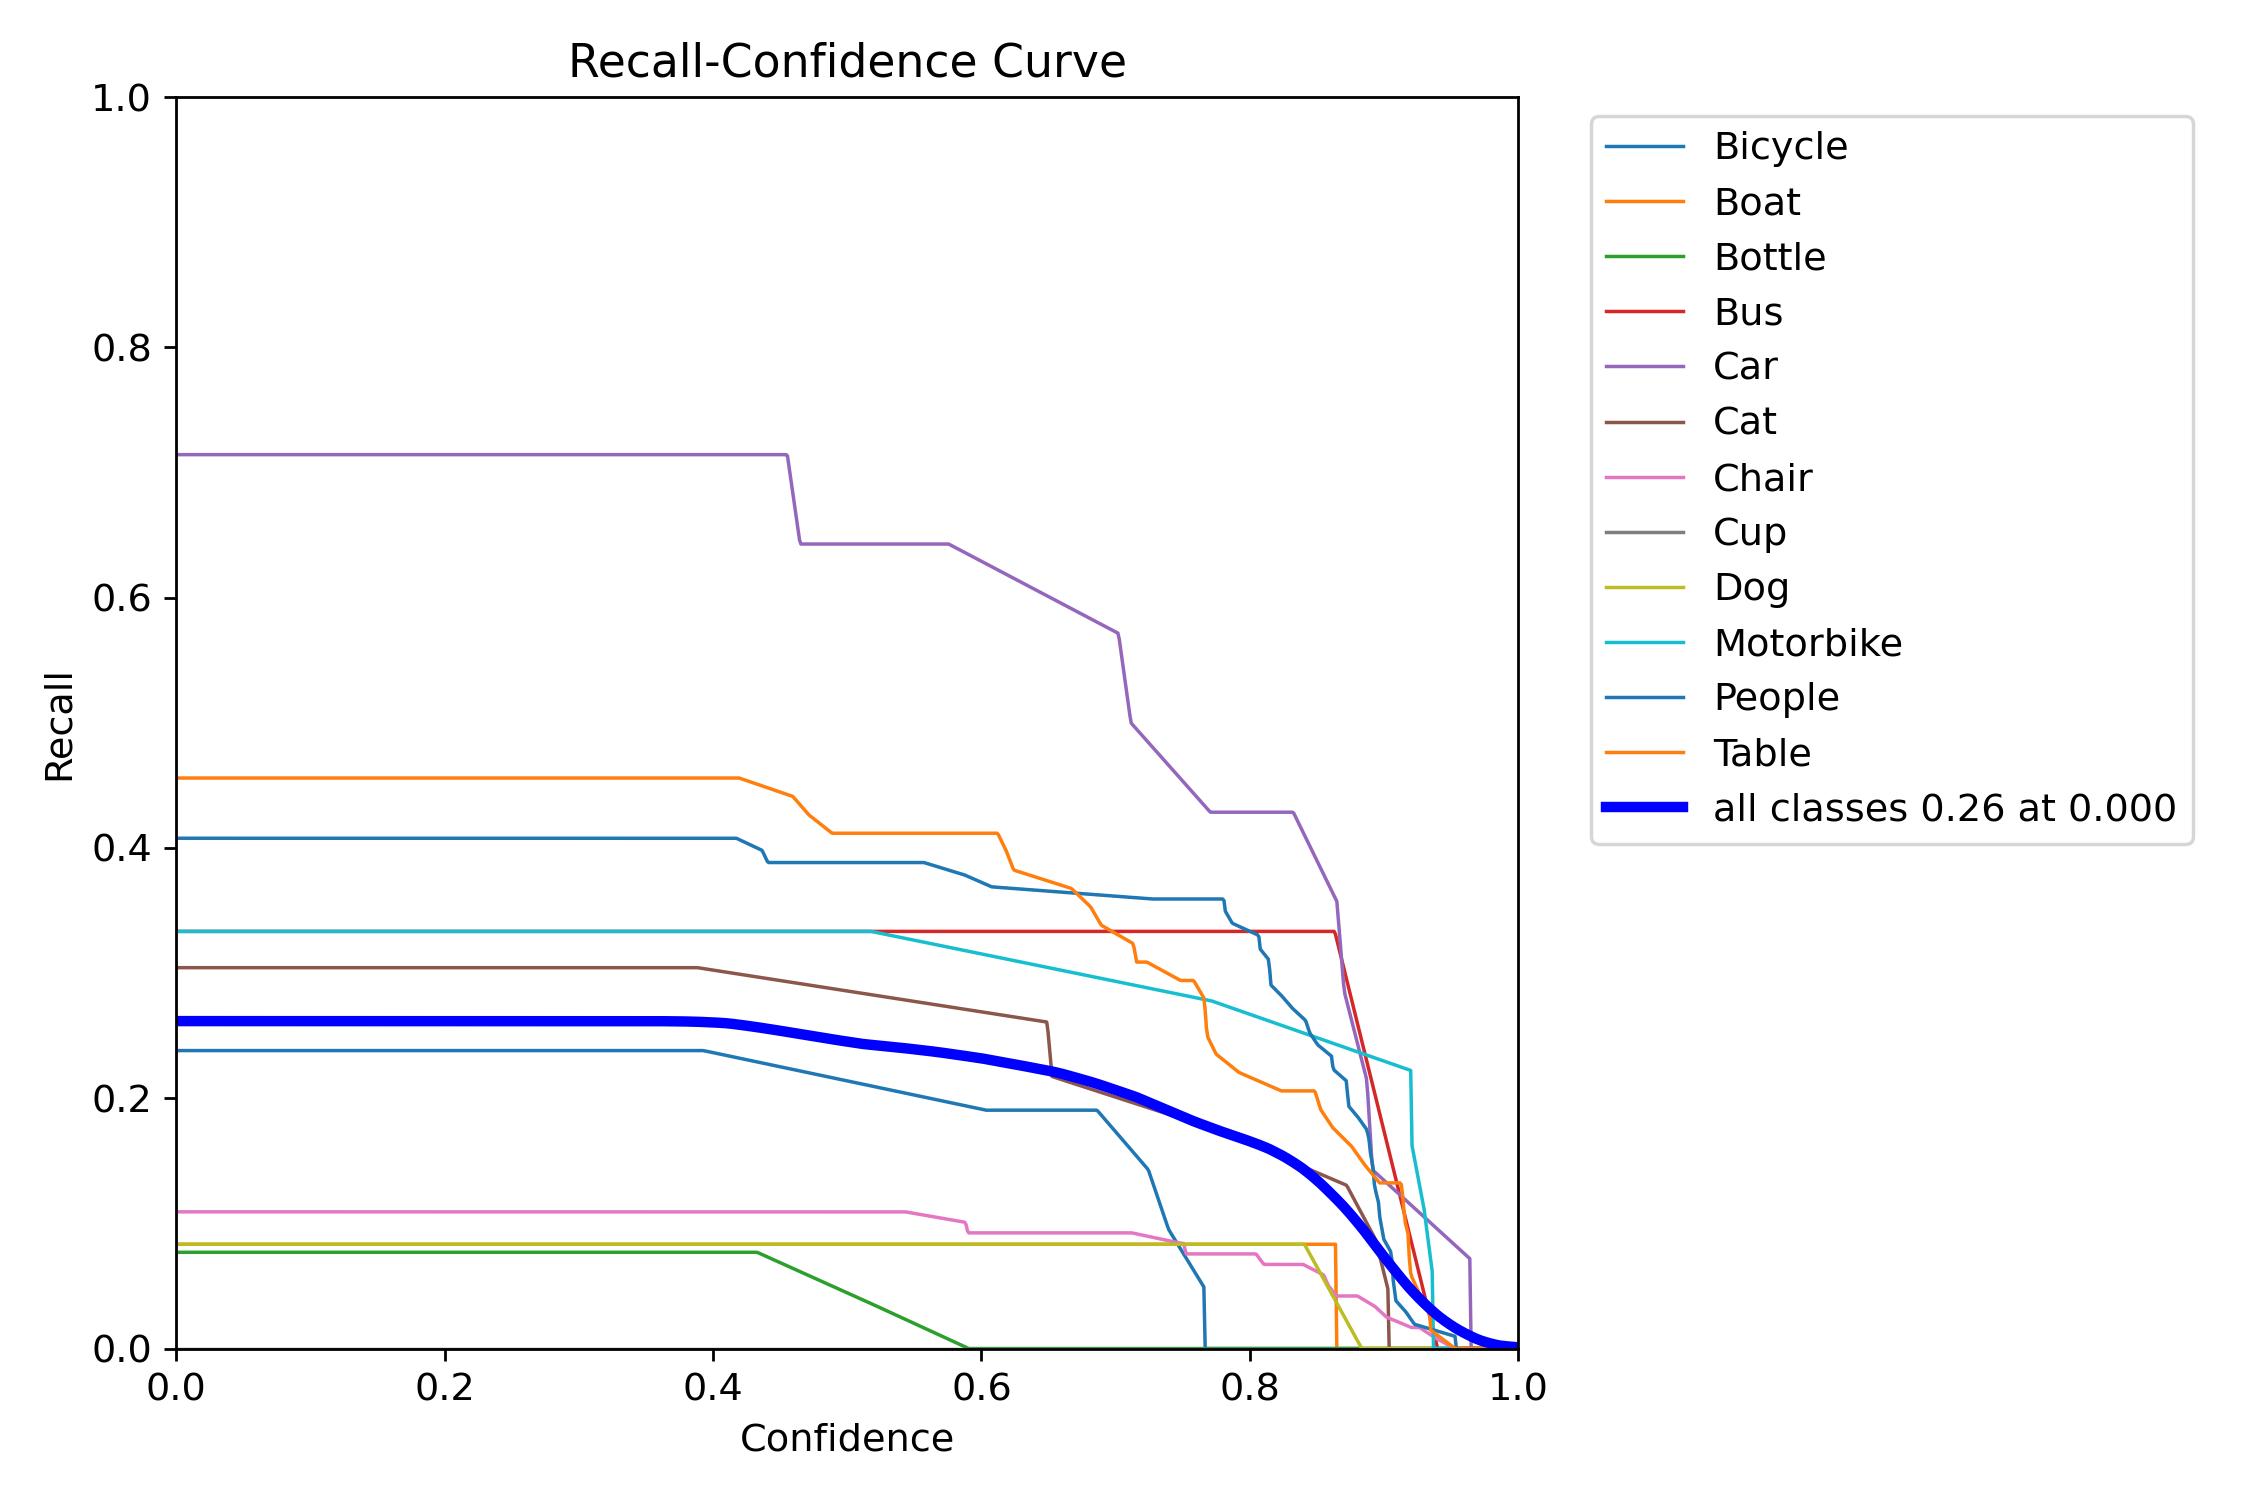 Recall-Confidence Curve
1.0
0.8
0.6
0.4
0.2
0.0
Recall
0.0 0.2 0.4 0.6 0.8 1.0
Confidence
Bicycle
Boat
Bottle
Bus
Car
Cat
Chair
Cup
Dog
Motorbike
People
Table
all classes 0.26 at 0.000